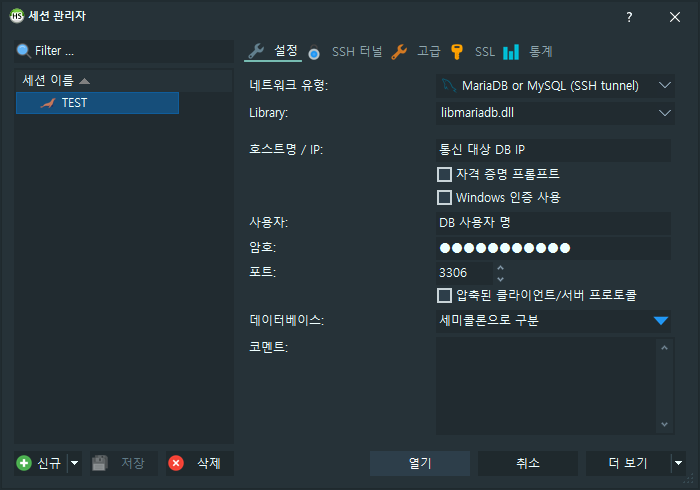 HS 세션 관리자
Filter ...
설정 SSH 터널 고급 SSL 통계
세션 이름
TEST
네트워크 유형: MariaDB or MySQL (SSH tunnel)
Library: libmariadb.dll
호스트명 / IP: 통신 대상 DB IP
자격 증명 프롬프트
Windows 인증 사용
사용자: DB 사용자 명
암호: ●●●●●●●●●●●
포트: 3306
압축된 클라이언트/서버 프로토콜
데이터베이스: 세미콜론으로 구분
코멘트:
신규 저장 삭제 열기 취소 더 보기